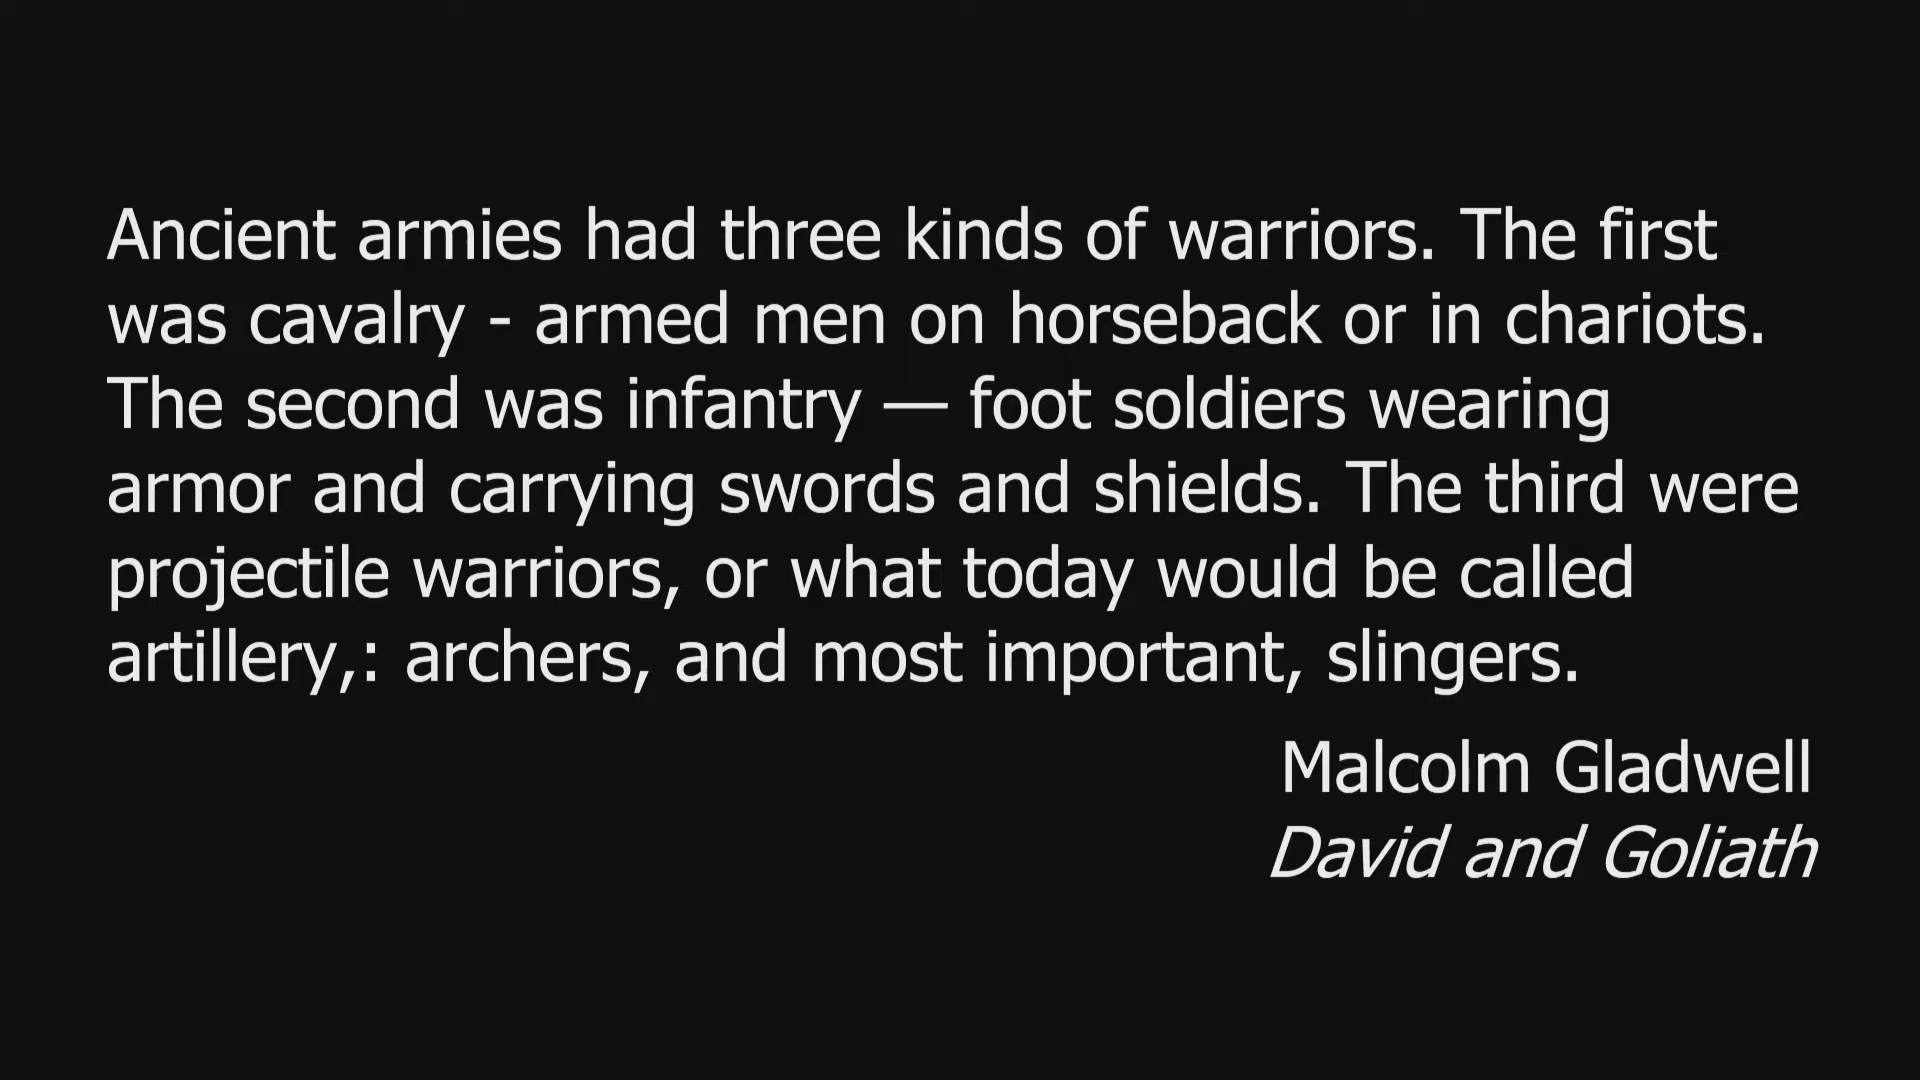 Ancient armies had three kinds of warriors. The first
was cavalry - armed men on horseback or in chariots.
The second was infantry — foot soldiers wearing
armor and carrying swords and shields. The third were
projectile warriors, or what today would be called
artillery,: archers, and most important, slingers.
Malcolm Gladwell
David and Goliath